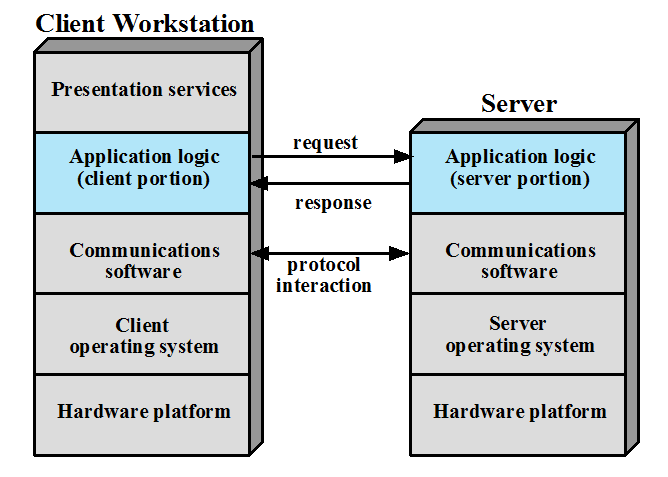 Client Workstation
Presentation services
Application logic
(client portion)
Communications
software
Client
operating system
Hardware platform
request
response
protocol
interaction
Server
Application logic
(server portion)
Communications
software
Server
operating system
Hardware platform